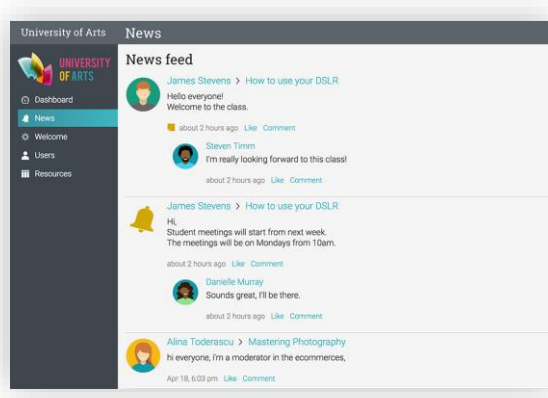 University of Arts
News
UNIVERSITY
OF ARTS
Dashboard
News
Welcome
Users
Resources
News feed
James Stevens > How to use your DSLR
Hello everyone!
Welcome to the class.
about 2 hours ago Like Comment
Steven Timm
I'm really looking forward to this class!
about 2 hours ago Like Comment
James Stevens > How to use your DSLR
Hi,
Student meetings will start from next week.
The meetings will be on Mondays from 10am.
about 2 hours ago Like Comment
Danielle Murray
Sounds great, I'll be there.
about 2 hours ago Like Comment
Alina Toderascu > Mastering Photography
hi everyone, i'm a moderator in the ecommerces,
Apr 18, 6:03 pm Like Comment